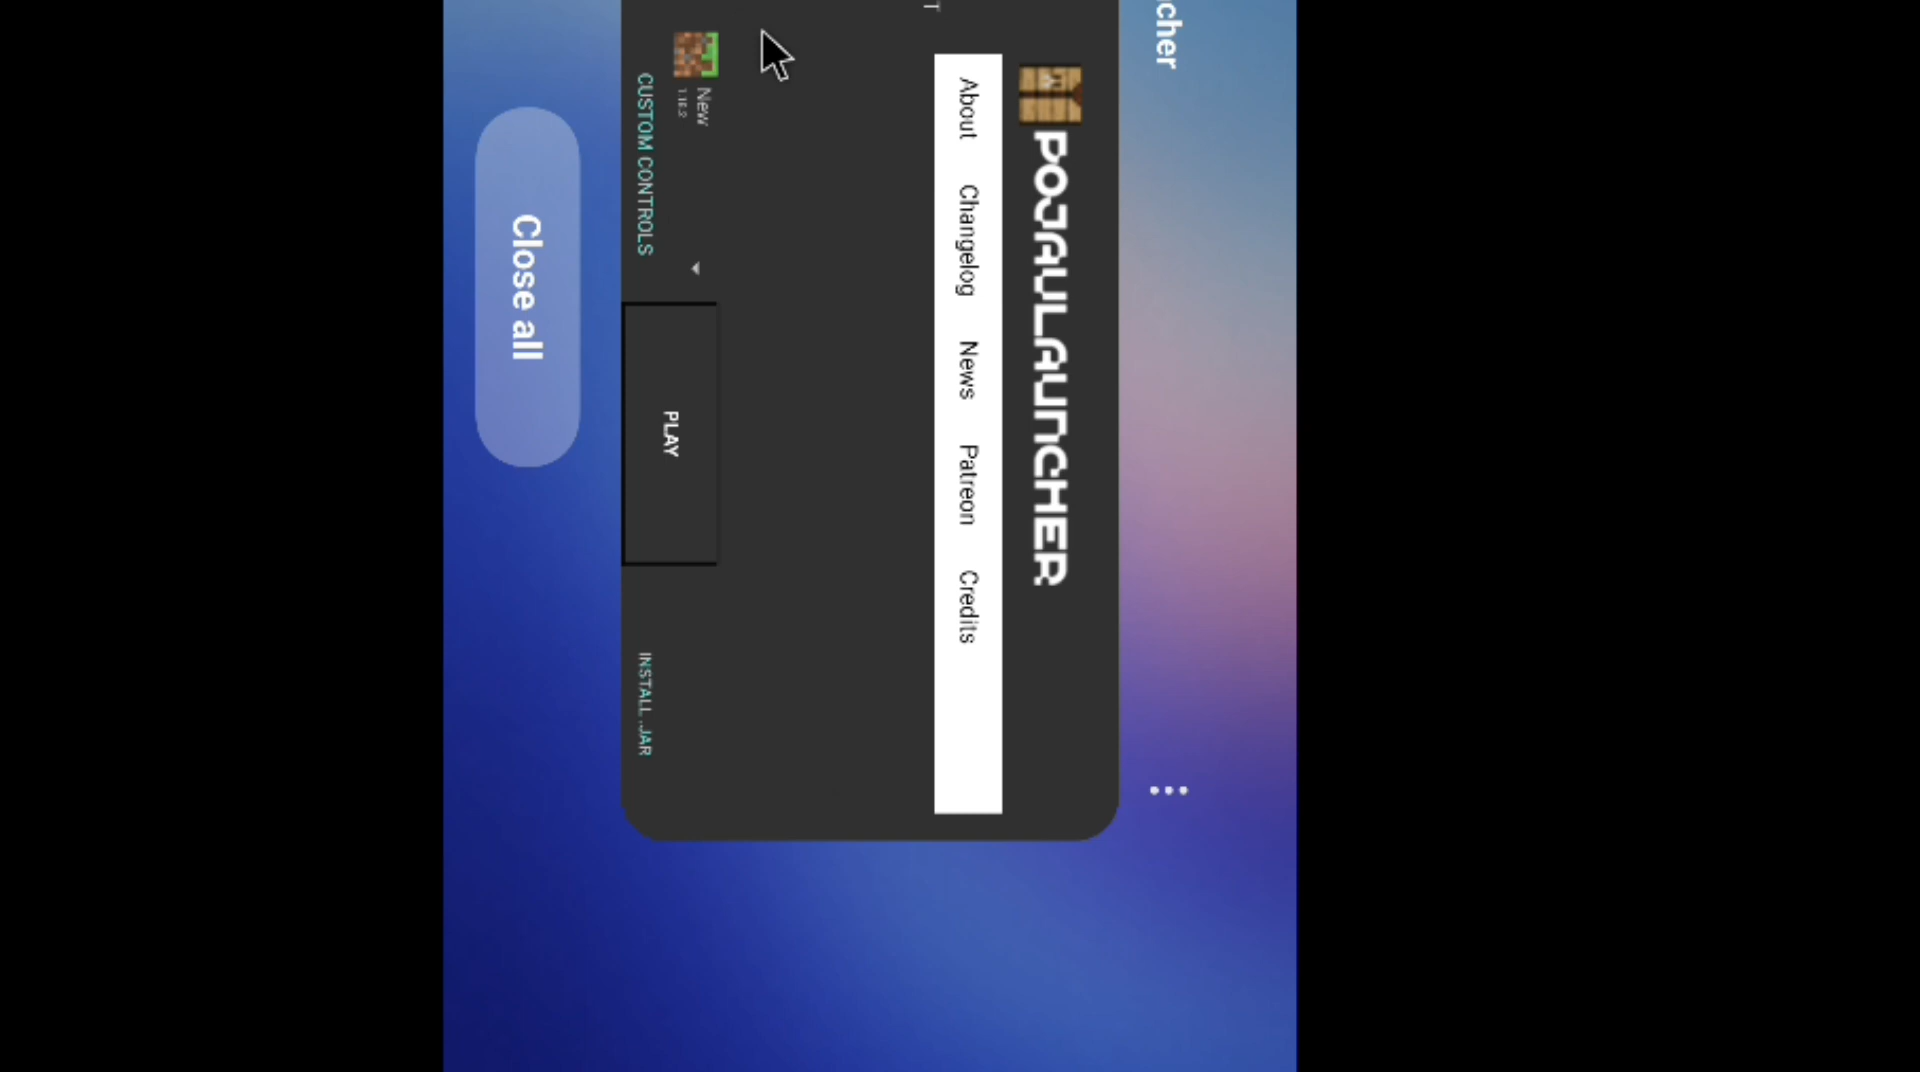 cher
POJAVLAUNCHER
About Changelog News Patreon Credits
T
New
CUSTOM CONTROLS
PLAY
INSTALL .JAR
Close all